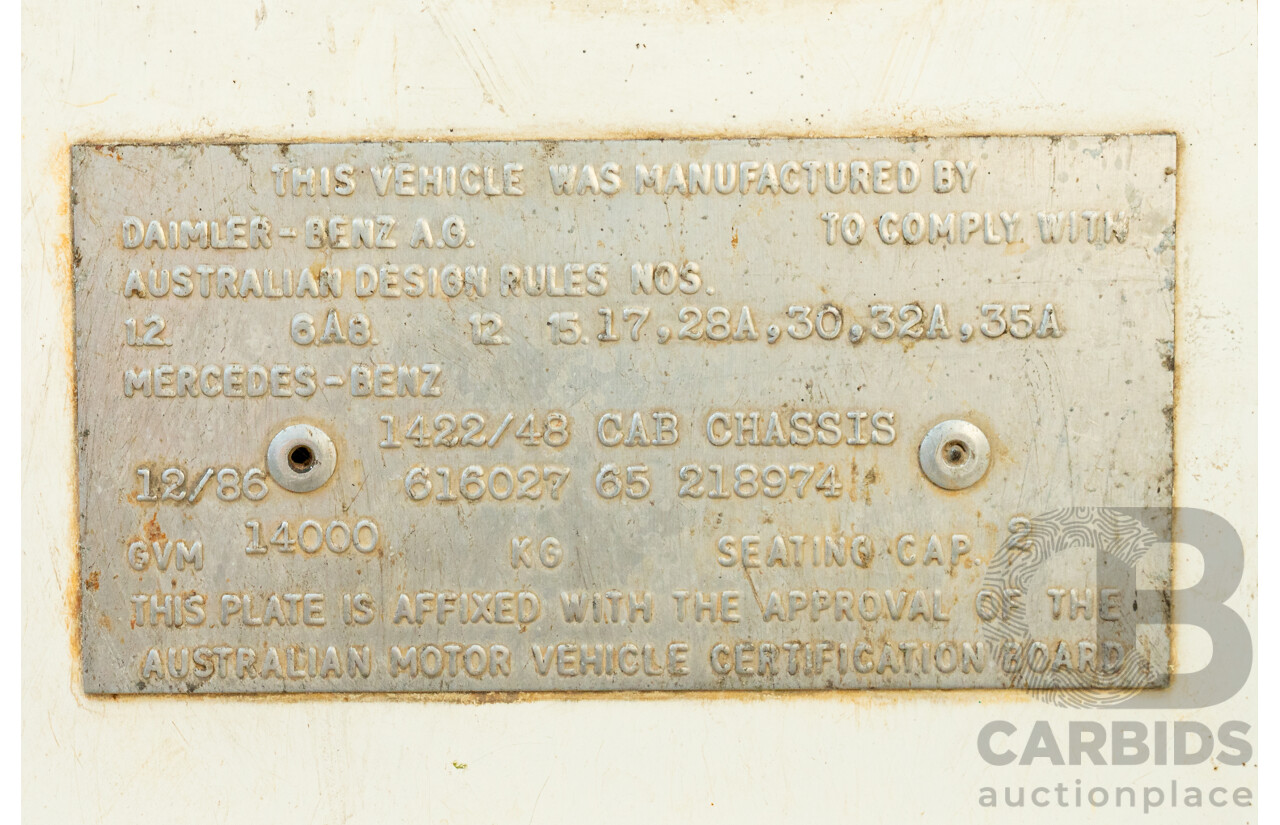 THIS VEHICLE WAS MANUFACTURED BY
DAIMLER-BENZ A.G. TO COMPLY WITH
AUSTRALIAN DESIGN RULES NOS.
12. 6A8. 12. 15. 17,28A,30,32A,35A
MERCEDES-BENZ
1422/48 CAB CHASSIS
12/86 616027 65 218974
GVM 14000 KG SEATING CAP. 2
THIS PLATE IS AFFIXED WITH THE APPROVAL OF THE
AUSTRALIAN MOTOR VEHICLE CERTIFICATION BOARD
CB
CARBIDS
auctionplace